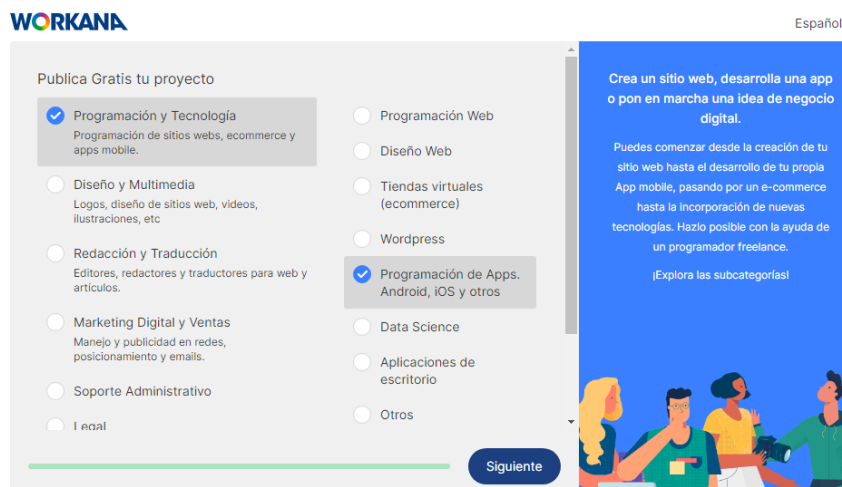 WORKANA
Español
Publica Gratis tu proyecto
Programación y Tecnología
Programación de sitios webs, ecommerce y
apps mobile.
Diseño y Multimedia
Logos, diseño de sitios web, videos,
ilustraciones, etc
Redacción y Traducción
Editores, redactores y traductores para web y
artículos.
Marketing Digital y Ventas
Manejo y publicidad en redes,
posicionamiento y emails.
Soporte Administrativo
Legal
Programación Web
Diseño Web
Tiendas virtuales
(ecommerce)
Wordpress
Programación de Apps.
Android, iOS y otros
Data Science
Aplicaciones de
escritorio
Otros
Siguiente
Crea un sitio web, desarrolla una app
o pon en marcha una idea de negocio
digital.
Puedes comenzar desde la creación de tu
sitio web hasta el desarrollo de tu propia
App mobile, pasando por un e-commerce
hasta la incorporación de nuevas
tecnologías. Hazlo posible con la ayuda de
un programador freelance.
¡Explora las subcategorías!